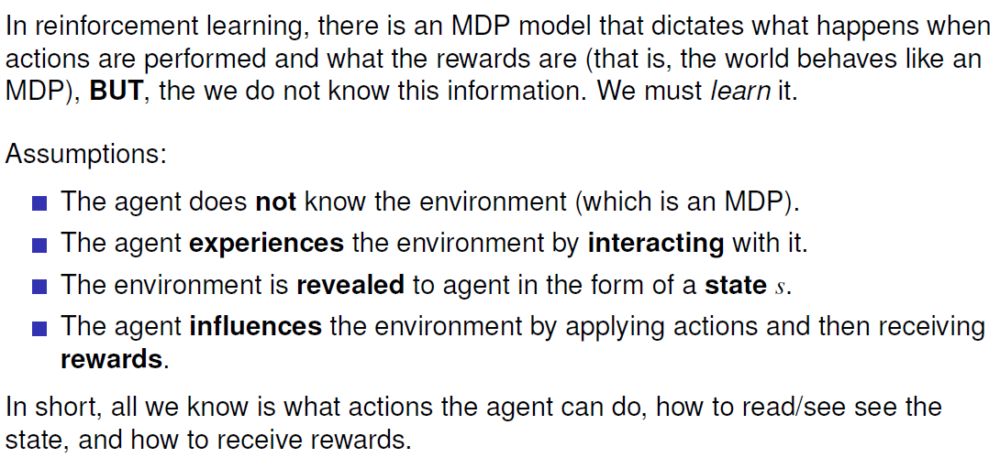 In reinforcement learning, there is an MDP model that dictates what happens when
actions are performed and what the rewards are (that is, the world behaves like an
MDP), BUT, the we do not know this information. We must learn it.
Assumptions:
The agent does not know the environment (which is an MDP).
The agent experiences the environment by interacting with it.
The environment is revealed to agent in the form of a state s.
The agent influences the environment by applying actions and then receiving
rewards.
In short, all we know is what actions the agent can do, how to read/see see the
state, and how to receive rewards.